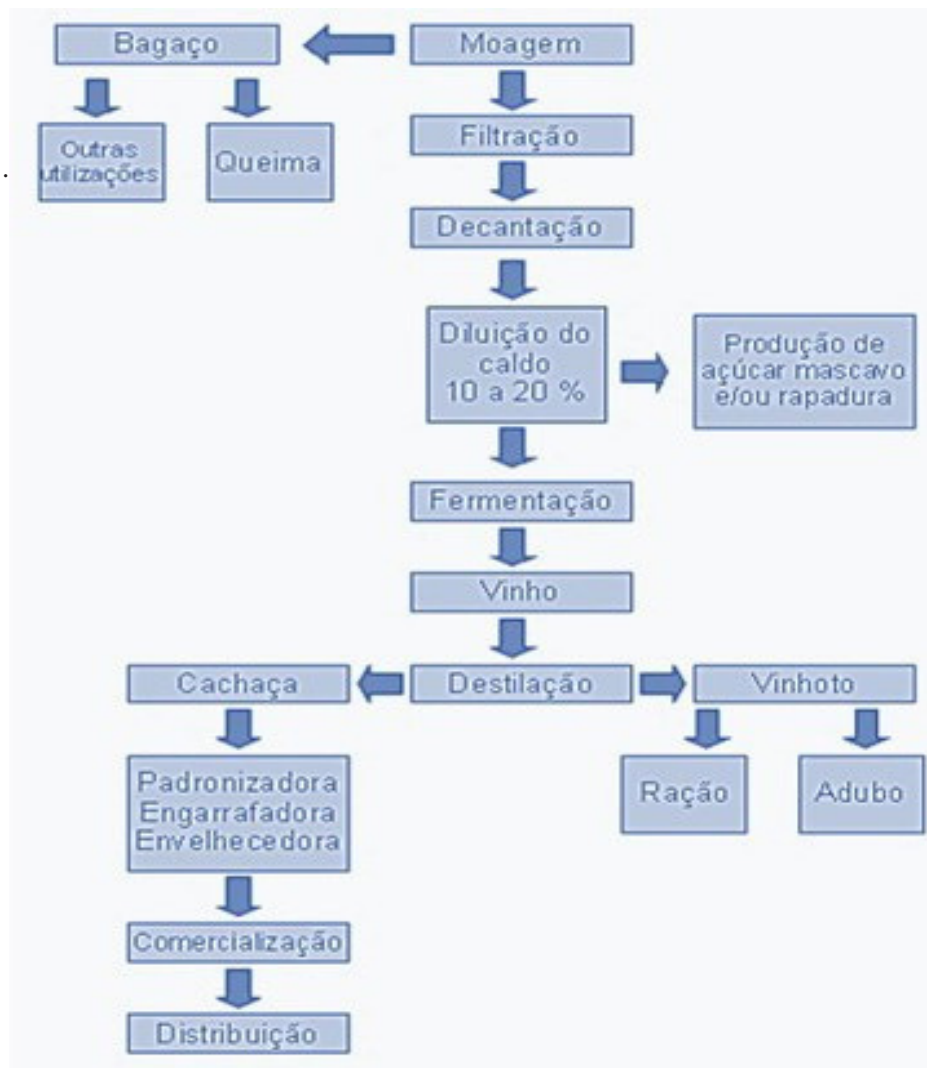 Bagaço
Moagem
Outras
utilizações
Queima
Filtração
Decantação
Diluição do
caldo
10 a 20 %
Produção de
açúcar mascavo
e/ou rapadura
Fermentação
Vinho
Cachaça
Destilação
Vinhoto
Padronizadora
Engarrafadora
Envelhecedora
Ração
Adubo
Comercialização
Distribuição